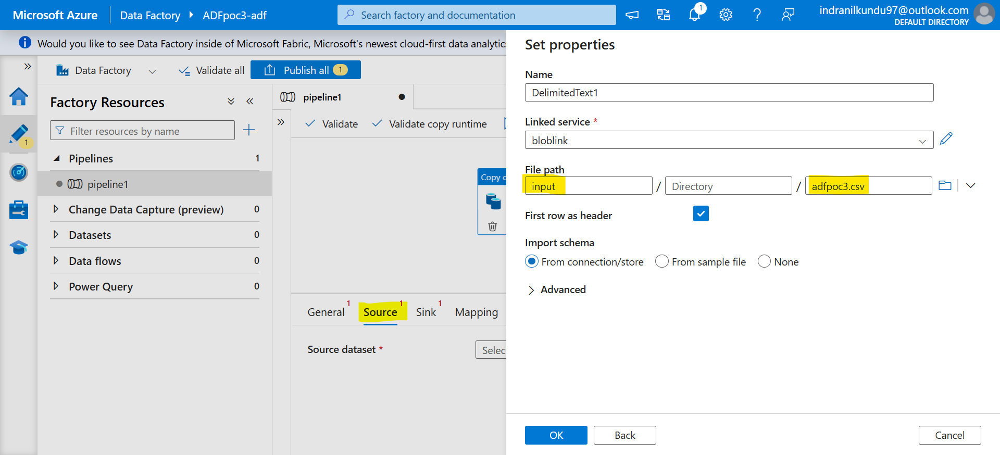 Microsoft Azure
Data Factory
ADFpoc3-adf
Search factory and documentation
1
indranilkundu97@outlook.com
DEFAULT DIRECTORY
Would you like to see Data Factory inside of Microsoft Fabric, Microsoft's newest cloud-first data analytic
Data Factory
Validate all
Publish all 1
1
Factory Resources
Filter resources by name
Pipelines 1
pipeline1
Change Data Capture (preview) 0
Datasets 0
Data flows 0
Power Query 0
pipeline1
Validate
Validate copy runtime
Copy
General 1
Source 1
Sink 1
Mapping
Source dataset *
Selec
Set properties
Name
DelimitedText1
Linked service *
bloblink
File path
input / Directory / adfpoc3.csv
First row as header
Import schema
From connection/store From sample file None
Advanced
OK Back Cancel